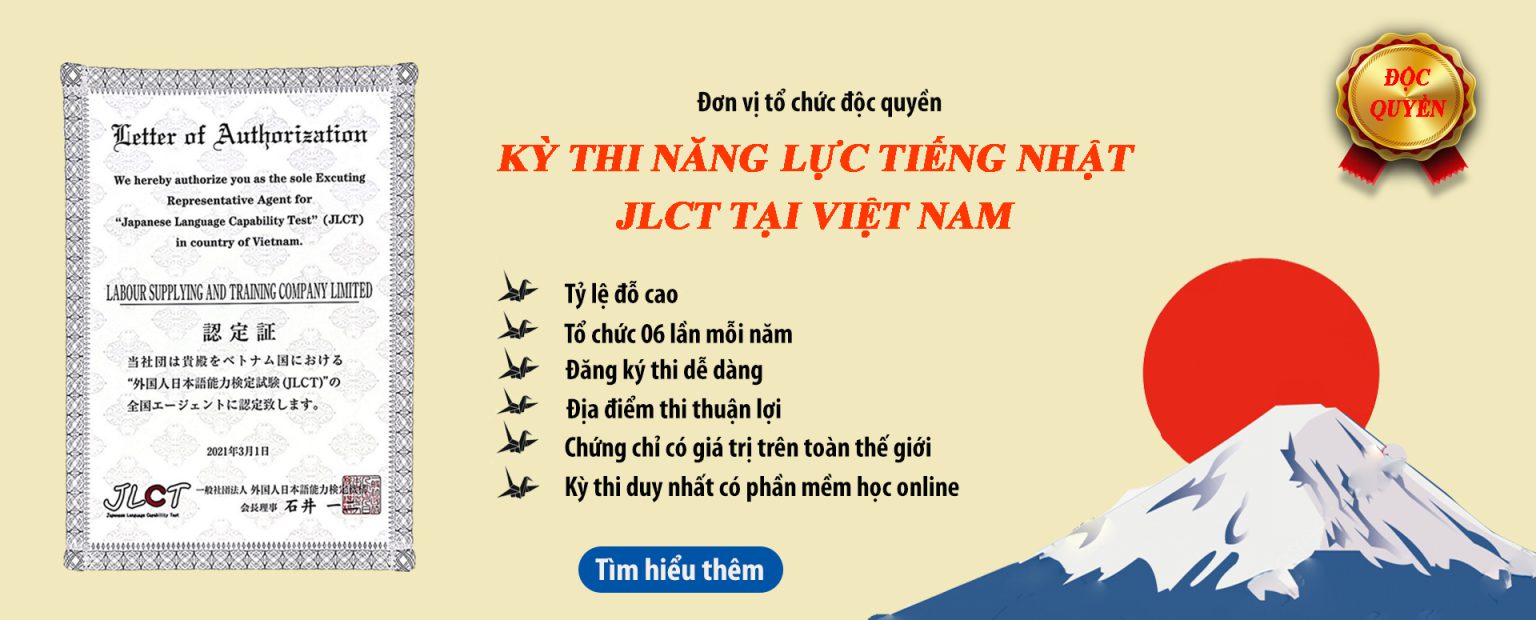 Letter of Authorization
We hereby authorize you as the sole Excuting
Representative Agent for
“Japanese Language Capability Test” (JLCT)
in country of Vietnam.
LABOUR SUPPLYING AND TRAINING COMPANY LIMITED
認定証
当社団は貴殿をベトナム国における
“外国人日本語能力検定試験(JLCT)”の
全国エージェントに認定致します。
2021年3月1日
JLCT
Japanese Language Capability Test
一般社団法人 外国人日本語能力検定
会長理事 石井 一
Đơn vị tổ chức độc quyền
KỲ THI NĂNG LỰC TIẾNG NHẬT
JLCT TẠI VIỆT NAM
Tỷ lệ đỗ cao
Tổ chức 06 lần mỗi năm
Đăng ký thi dễ dàng
Địa điểm thi thuận lợi
Chứng chỉ có giá trị trên toàn thế giới
Kỳ thi duy nhất có phần mềm học online
Tìm hiểu thêm
ĐỘC
QUYỀN